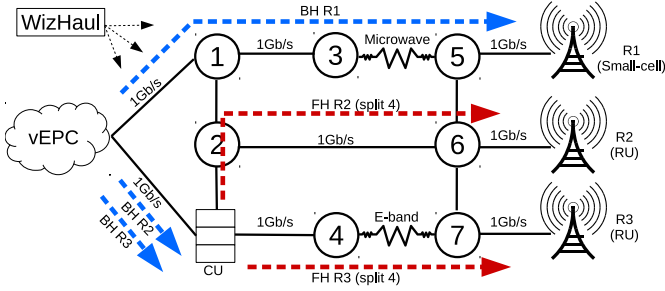 WizHaul
BH R1
1Gb/s
1
1Gb/s
3
Microwave
5
1Gb/s
R1
(Small-cell)
vEPC
FH R2 (split 4)
2
1Gb/s
6
1Gb/s
R2
(RU)
1Gb/s
BH R2
BH R3
CU
1Gb/s
4
E-band
7
1Gb/s
R3
(RU)
FH R3 (split 4)